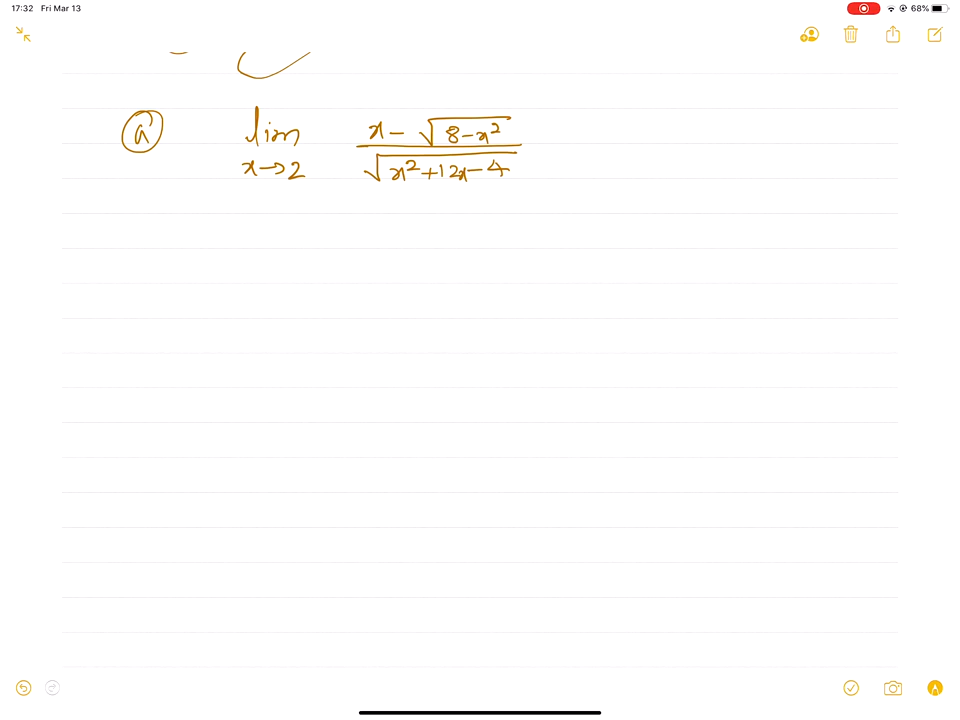 17:32 Fri Mar 13 68%
(a) lim x→2 (x − √(8−x²)) / √(x²+12x−4)